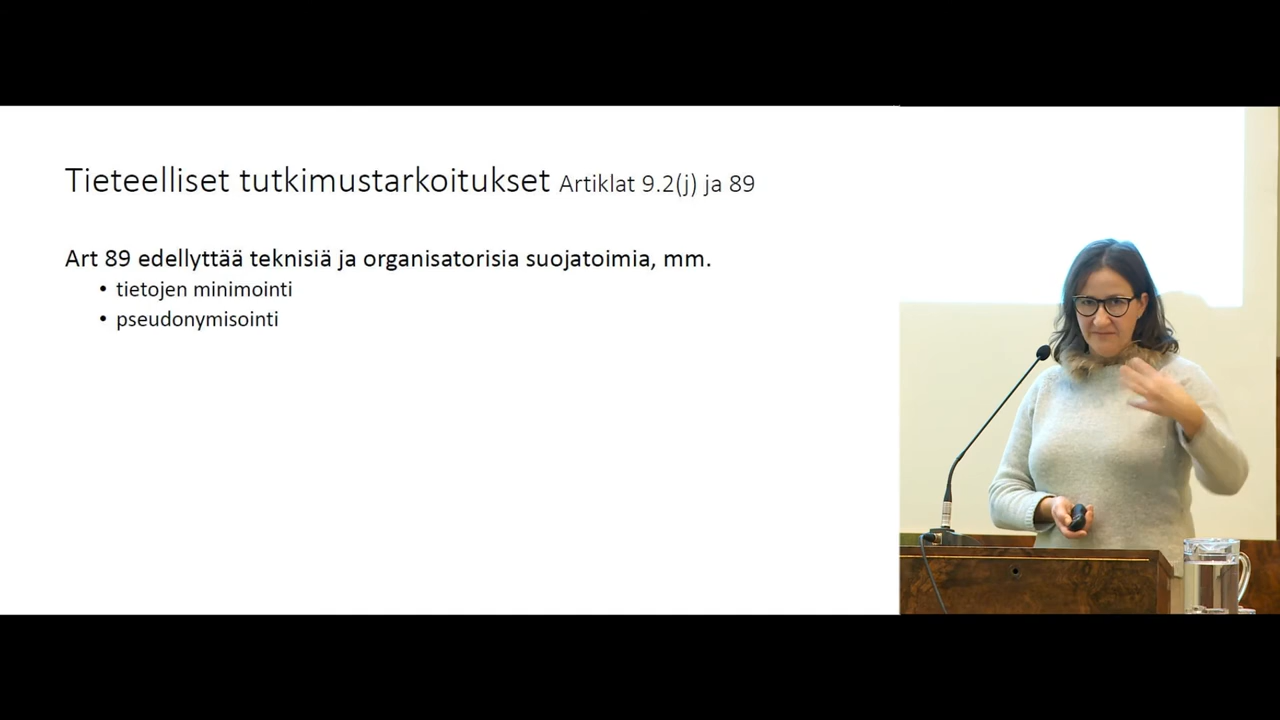 Tieteelliset tutkimustarkoitukset Artiklat 9.2(j) ja 89
Art 89 edellyttää teknisiä ja organisatorisia suojatoimia, mm.
• tietojen minimointi
• pseudonymisointi